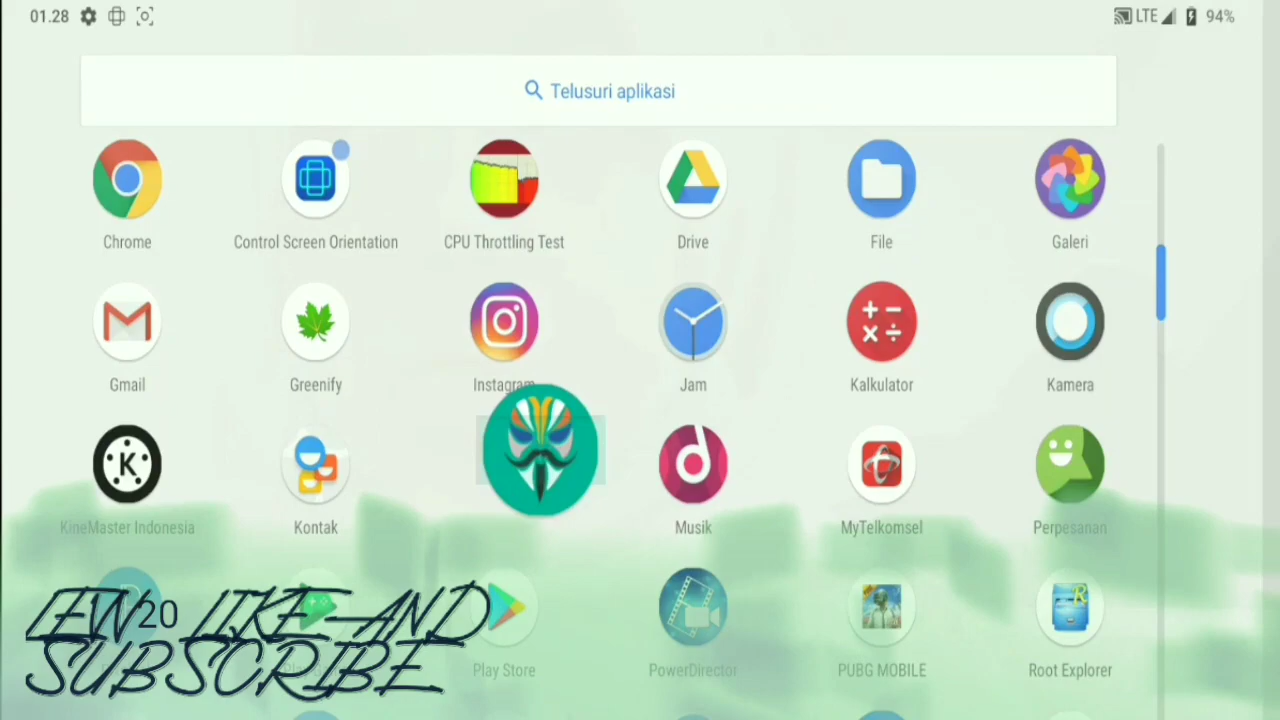 01.28
LTE 94%
Telusuri aplikasi
Chrome Control Screen Orientation CPU Throttling Test Drive File Galeri
Gmail Greenify Instagram Jam Kalkulator Kamera
KineMaster Indonesia Kontak Musik MyTelkomsel Perpesanan
Play Store PowerDirector PUBG MOBILE Root Explorer
LEW20 LIKE AND
SUBSCRIBE